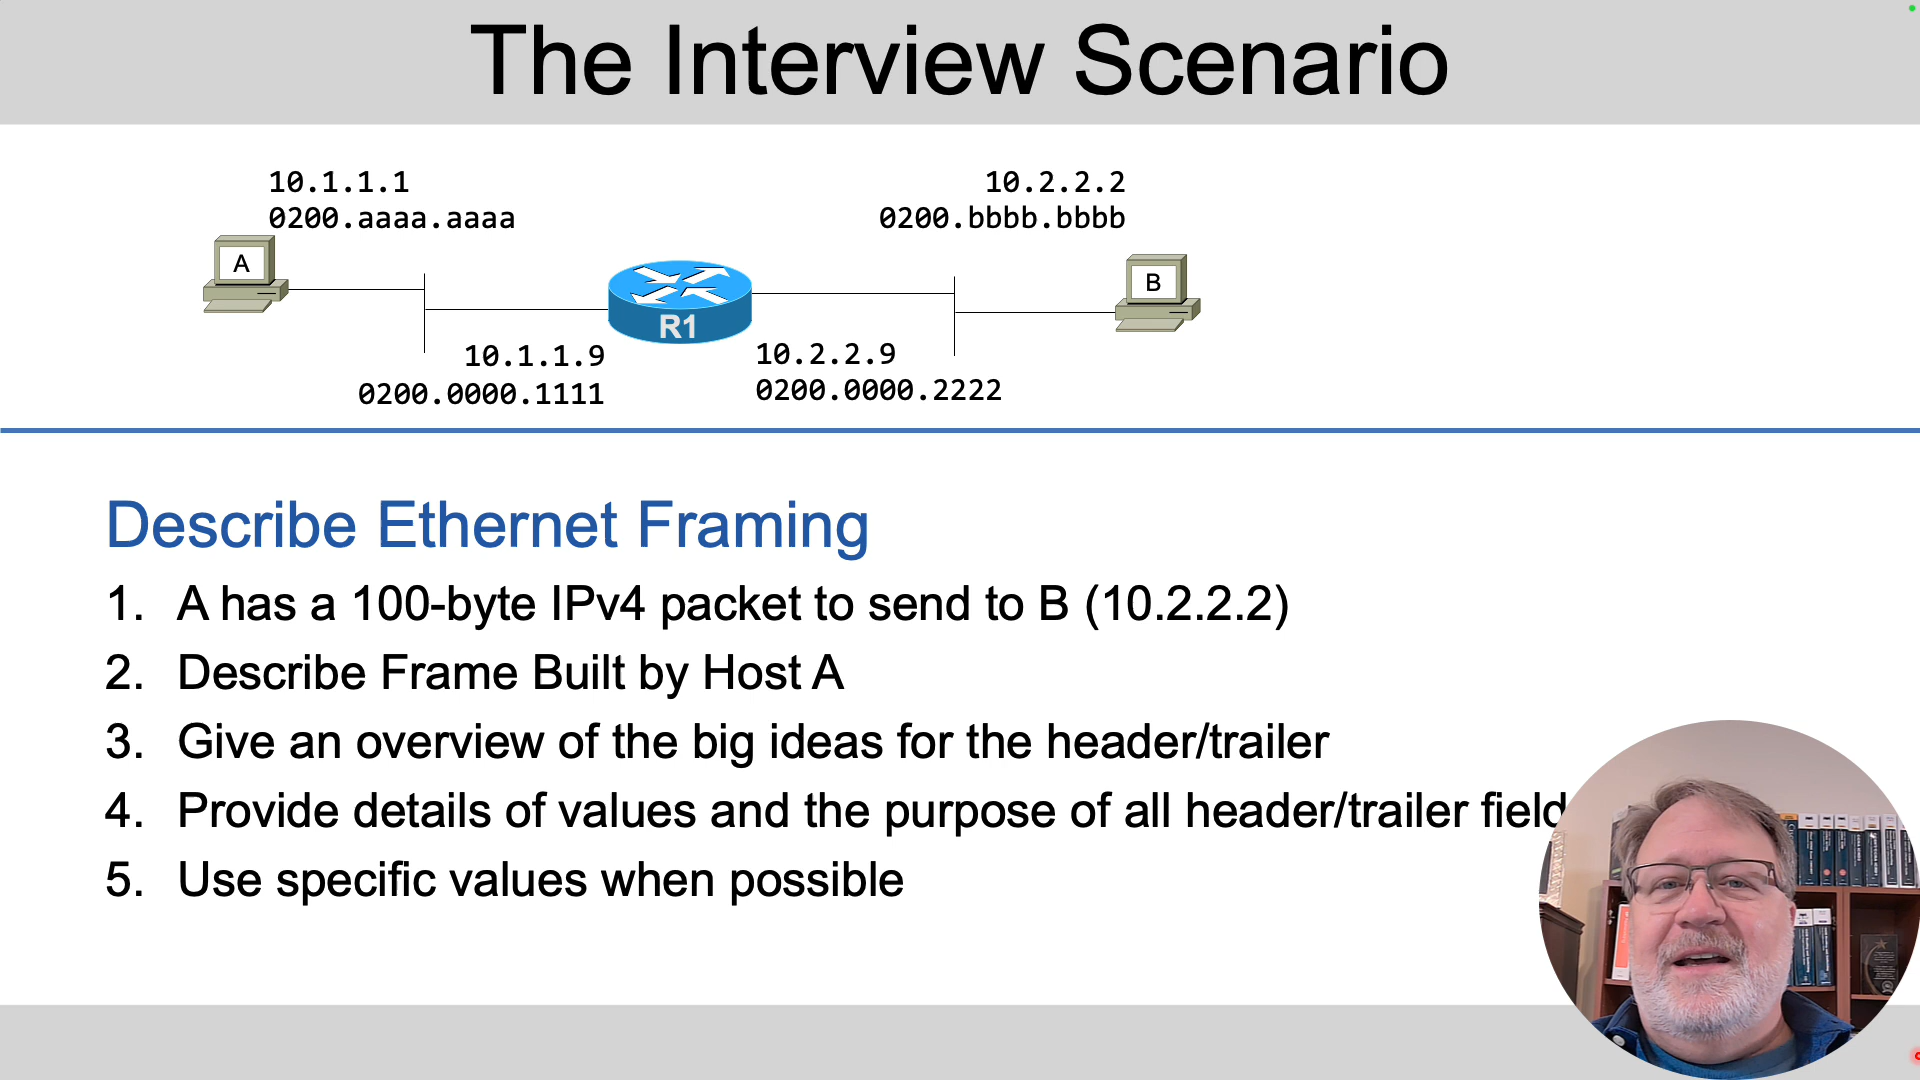 The Interview Scenario
10.1.1.1
0200.aaaa.aaaa
10.2.2.2
0200.bbbb.bbbb
A
B
R1
10.1.1.9
0200.0000.1111
10.2.2.9
0200.0000.2222
Describe Ethernet Framing
1. A has a 100-byte IPv4 packet to send to B (10.2.2.2)
2. Describe Frame Built by Host A
3. Give an overview of the big ideas for the header/trailer
4. Provide details of values and the purpose of all header/trailer field
5. Use specific values when possible